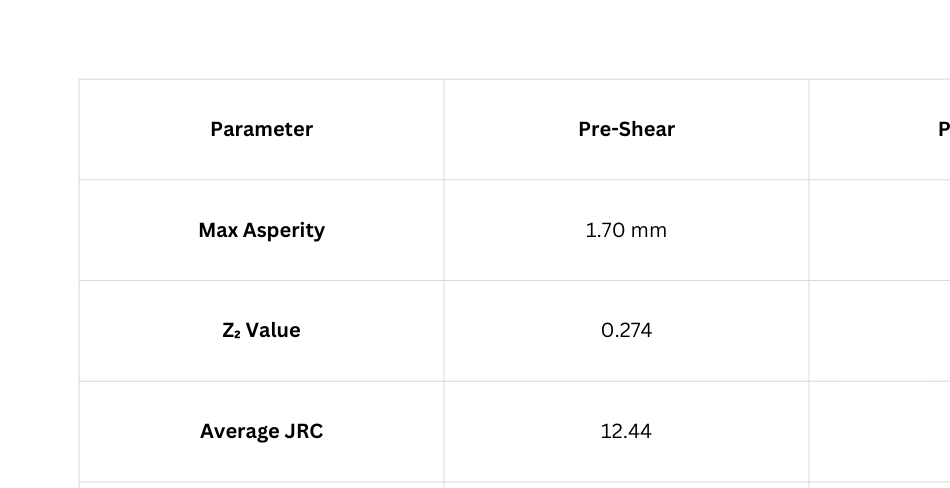 Parameter Pre-Shear P
Max Asperity 1.70 mm
Z₂ Value 0.274
Average JRC 12.44